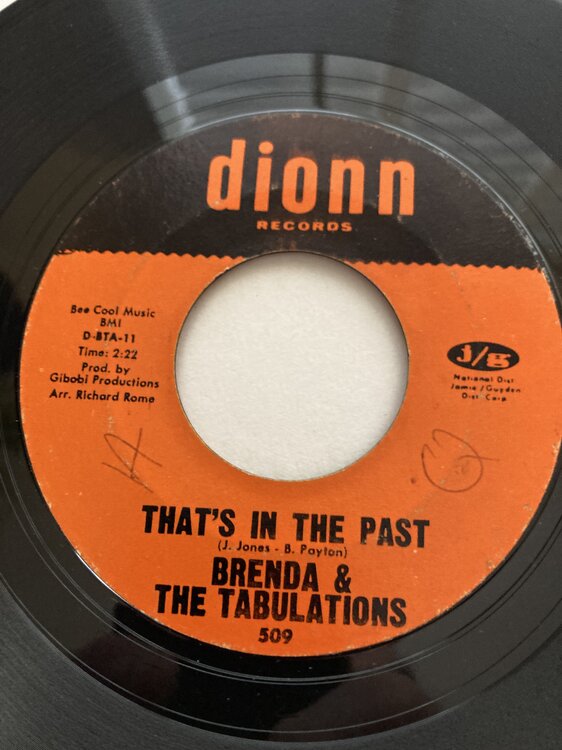 dionn
RECORDS
Bee Cool Music
BMI
D-BTA-11
Time: 2:22
Prod. by
Gibobi Productions
Arr. Richard Rome
j/g
National Dist.
Jamie/Guyden
Dist. Corp
THAT'S IN THE PAST
(J. Jones - B. Payton)
BRENDA &
THE TABULATIONS
509